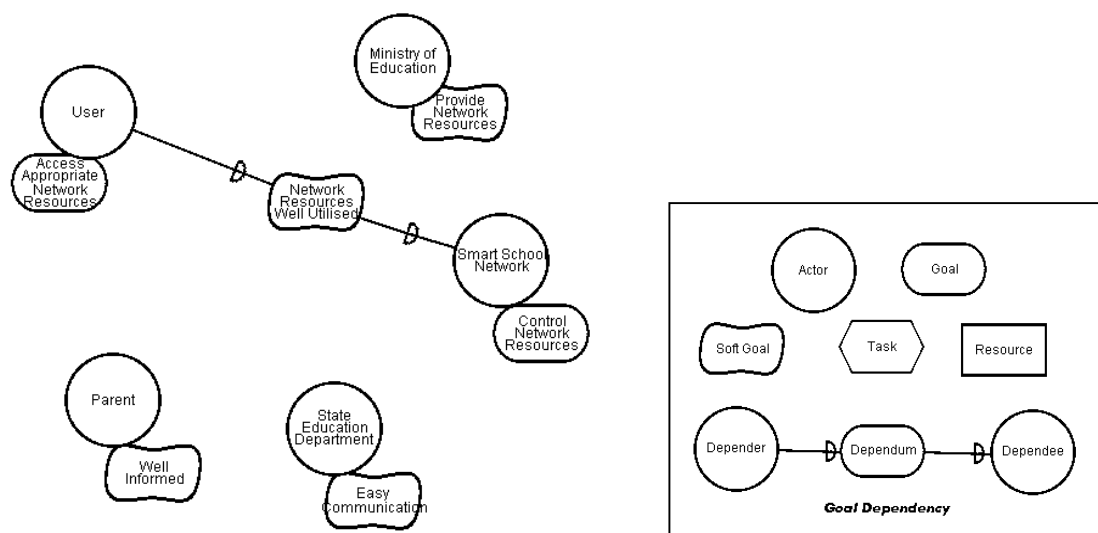 Ministry of
Education
Provide
Network
Resources
User
Access
Appropriate
Network
Resources
Network
Resources
Well Utilised
Smart School
Network
Control
Network
Resources
Parent
Well
Informed
State
Education
Department
Easy
Communication
Actor
Goal
Soft Goal
Task
Resource
Depender
Dependum
Dependee
Goal Dependency